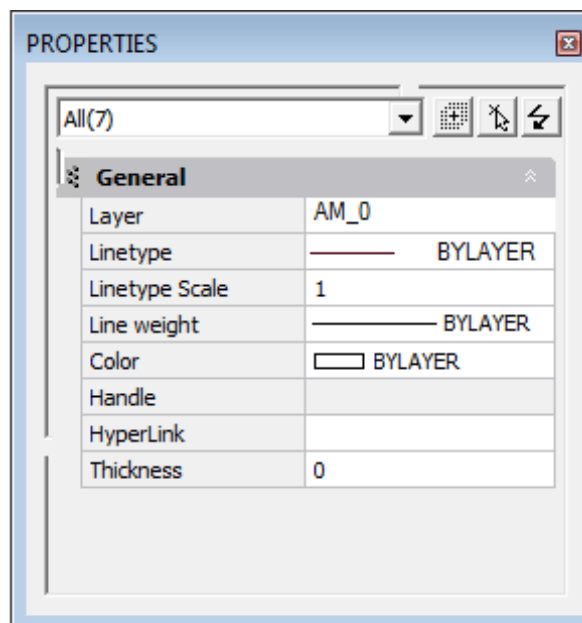 PROPERTIES
All(7)
General
Layer AM_0
Linetype BYLAYER
Linetype Scale 1
Line weight BYLAYER
Color BYLAYER
Handle
HyperLink
Thickness 0